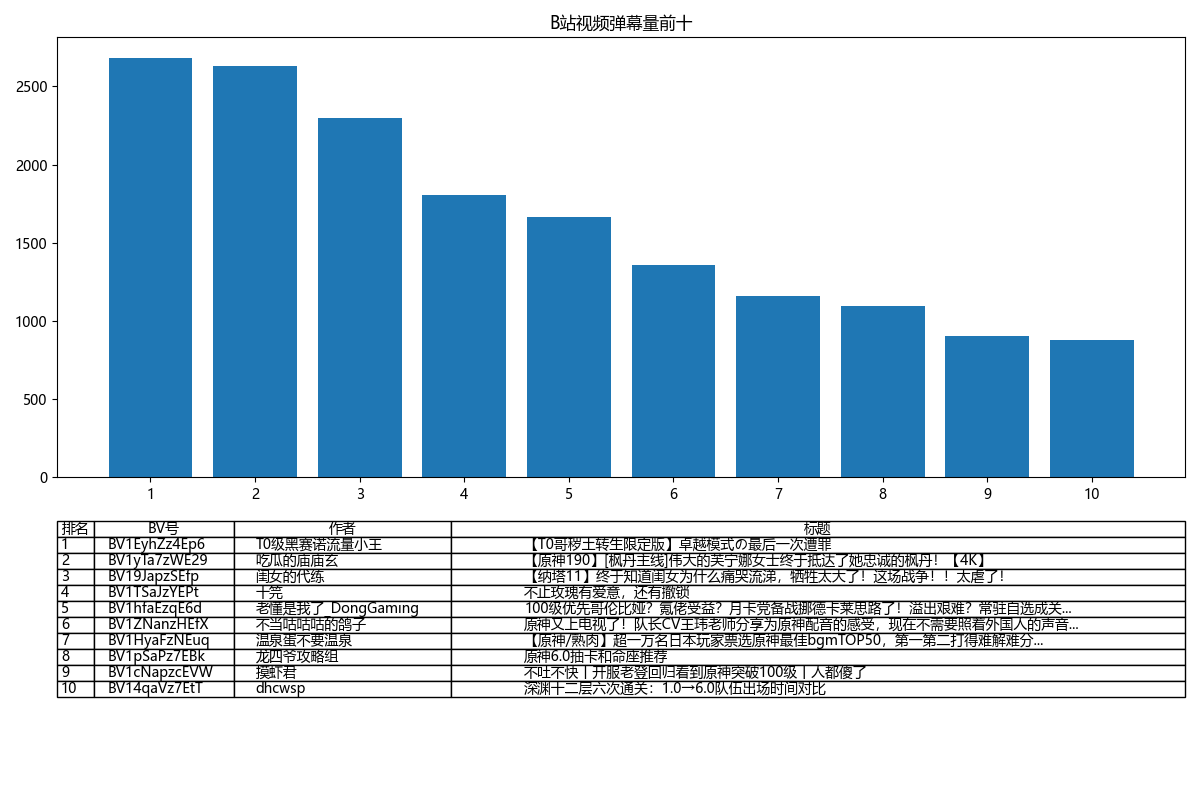 B站视频弹幕量前十
2500
2000
1500
1000
500
0
1 2 3 4 5 6 7 8 9 10
排名 BV号 作者 标题
1 BV1EyhZz4Ep6 T0级黑赛诺流量小王 【T0哥秽土转生限定版】卓越模式の最后一次遭罪
2 BV1yTa7zWE29 吃瓜的庙庙玄 【原神190】[枫丹主线]伟大的芙宁娜女士终于抵达了她忠诚的枫丹！【4K】
3 BV19JapzSEfp 闺女的代练 【纳塔11】终于知道闺女为什么痛哭流涕，牺牲太大了！这场战争！！太虐了！
4 BV1TSaJzYEPt 十笎 不止玫瑰有爱意，还有撤锁
5 BV1hfaEzqE6d 老懂是我了_DongGaming 100级优先哥伦比娅？氪佬受益？月卡党备战挪德卡莱思路了！溢出艰难？常驻自选成关...
6 BV1ZNanzHEfX 不当咕咕咕的鸽子 原神又上电视了！队长CV王玮老师分享为原神配音的感受，现在不需要照着外国人的声音...
7 BV1HyaFzNEuq 温泉蛋不要温泉 【原神/熟肉】超一万名日本玩家票选原神最佳bgmTOP50，第一第二打得难解难分...
8 BV1pSaPz7EBk 龙四爷攻略组 原神6.0抽卡和命座推荐
9 BV1cNapzcEVW 摸虾君 不吐不快丨开服老登回归看到原神突破100级丨人都傻了
10 BV14qaVz7EtT dhcwsp 深渊十二层六次通关：1.0→6.0队伍出场时间对比